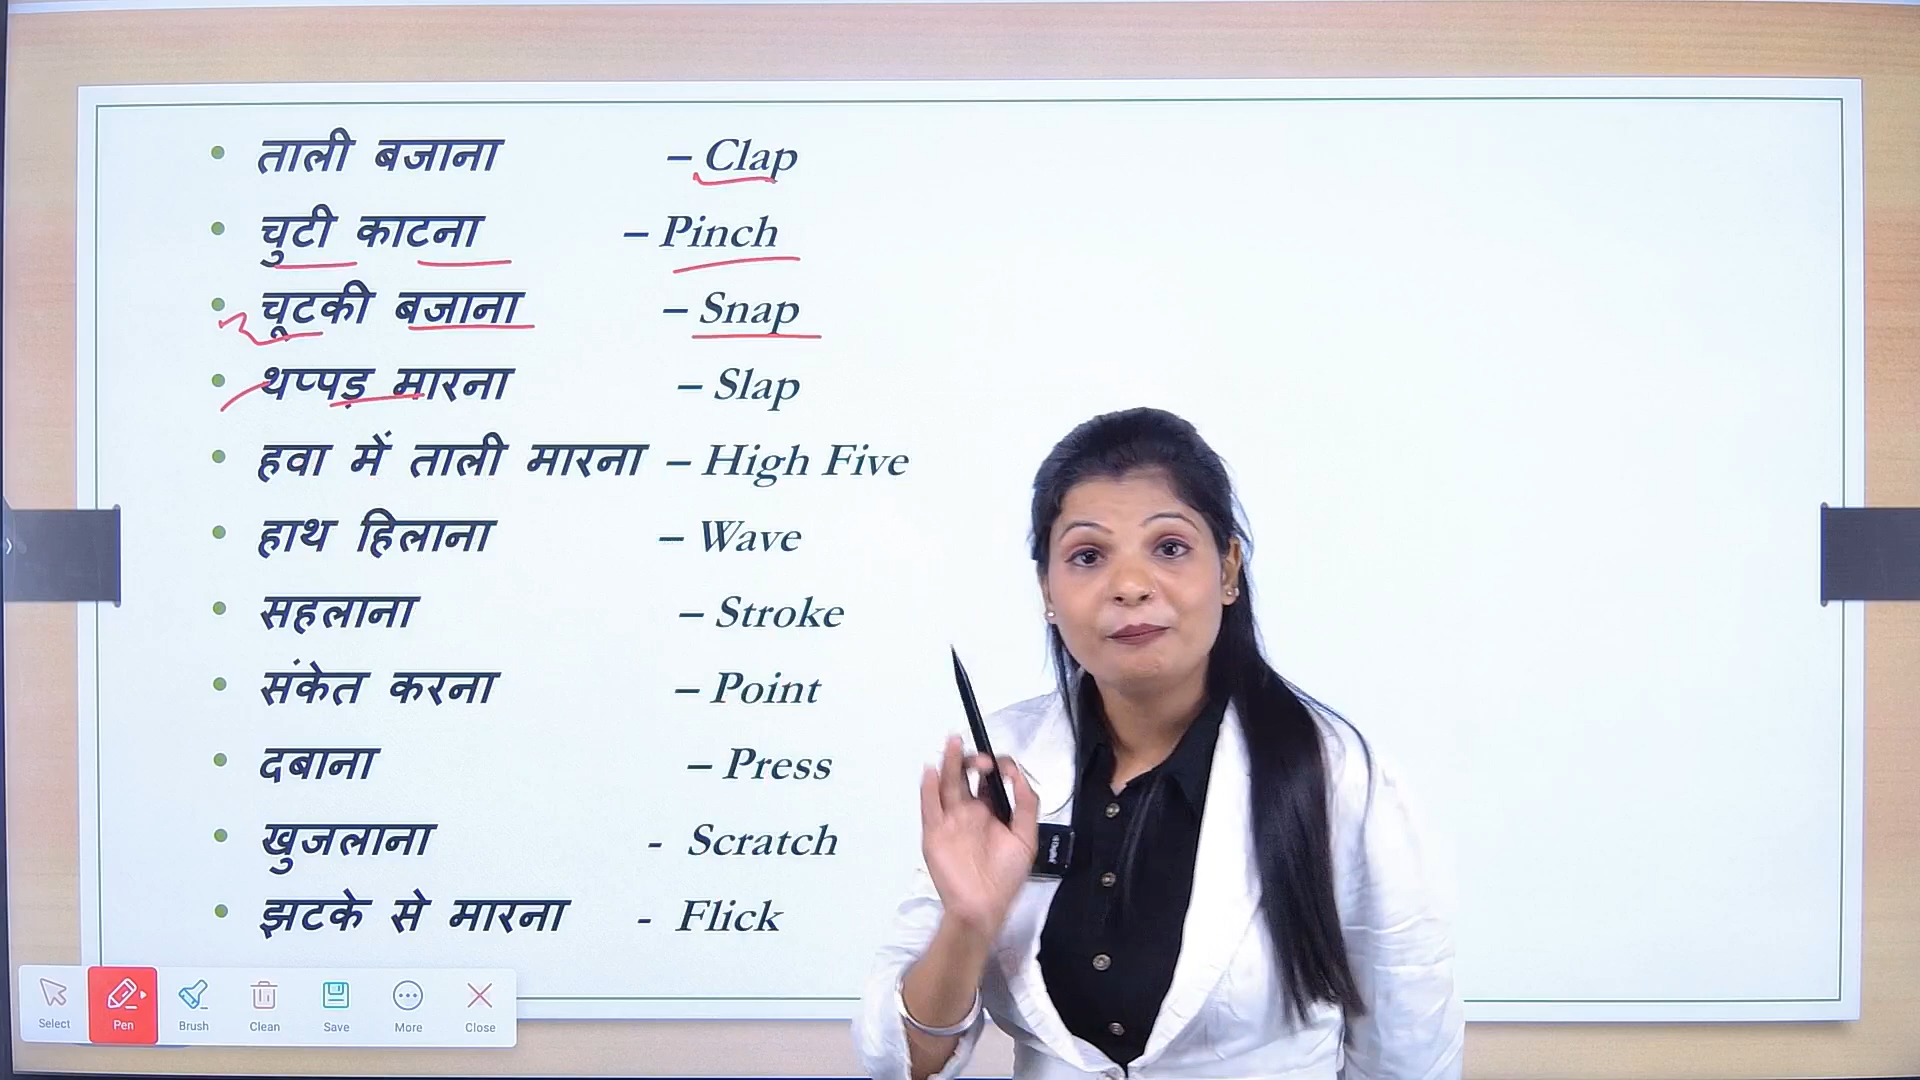 • ताली बजाना – Clap
• चुटी काटना – Pinch
• चूटकी बजाना – Snap
• थप्पड़ मारना – Slap
• हवा में ताली मारना – High Five
• हाथ हिलाना – Wave
• सहलाना – Stroke
• संकेत करना – Point
• दबाना – Press
• खुजलाना - Scratch
• झटके से मारना - Flick
Select Pen Brush Clean Save More Close